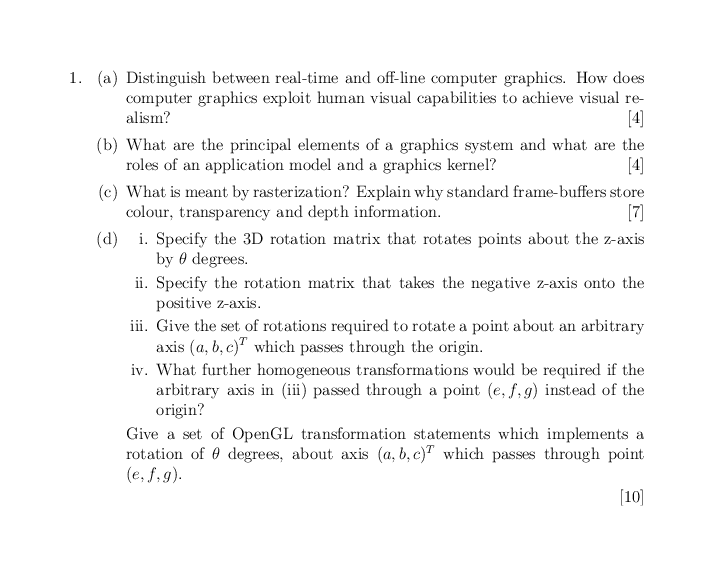 1. (a) Distinguish between real-time and off-line computer graphics. How does
computer graphics exploit human visual capabilities to achieve visual re-
alism? [4]
(b) What are the principal elements of a graphics system and what are the
roles of an application model and a graphics kernel? [4]
(c) What is meant by rasterization? Explain why standard frame-buffers store
colour, transparency and depth information. [7]
(d) i. Specify the 3D rotation matrix that rotates points about the z-axis
by θ degrees.
ii. Specify the rotation matrix that takes the negative z-axis onto the
positive z-axis.
iii. Give the set of rotations required to rotate a point about an arbitrary
axis (a, b, c)^T which passes through the origin.
iv. What further homogeneous transformations would be required if the
arbitrary axis in (iii) passed through a point (e, f, g) instead of the
origin?
Give a set of OpenGL transformation statements which implements a
rotation of θ degrees, about axis (a, b, c)^T which passes through point
(e, f, g).
[10]